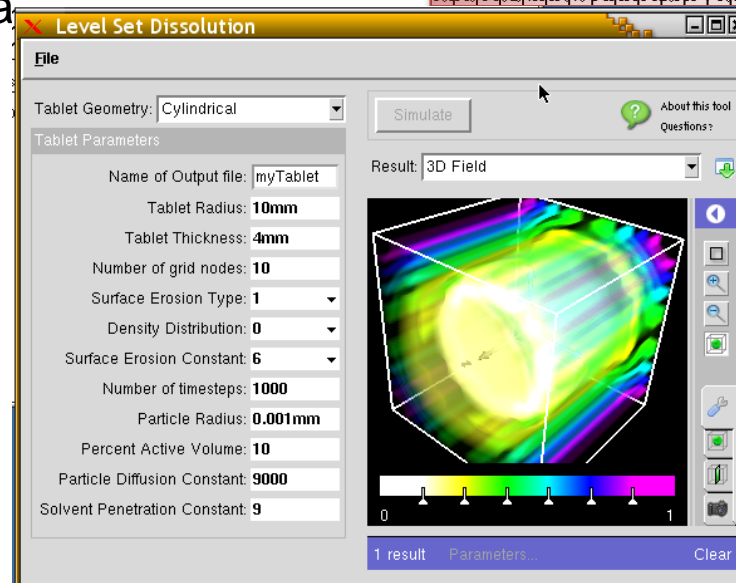 a
Level Set Dissolution
File
Tablet Geometry: Cylindrical
Simulate
About this tool
Questions?
Tablet Parameters
Result: 3D Field
Name of Output file: myTablet
Tablet Radius: 10mm
Tablet Thickness: 4mm
Number of grid nodes: 10
Surface Erosion Type: 1
Density Distribution: 0
Surface Erosion Constant: 6
Number of timesteps: 1000
Particle Radius: 0.001mm
Percent Active Volume: 10
Particle Diffusion Constant: 9000
Solvent Penetration Constant: 9
0 1
1 result Parameters... Clear